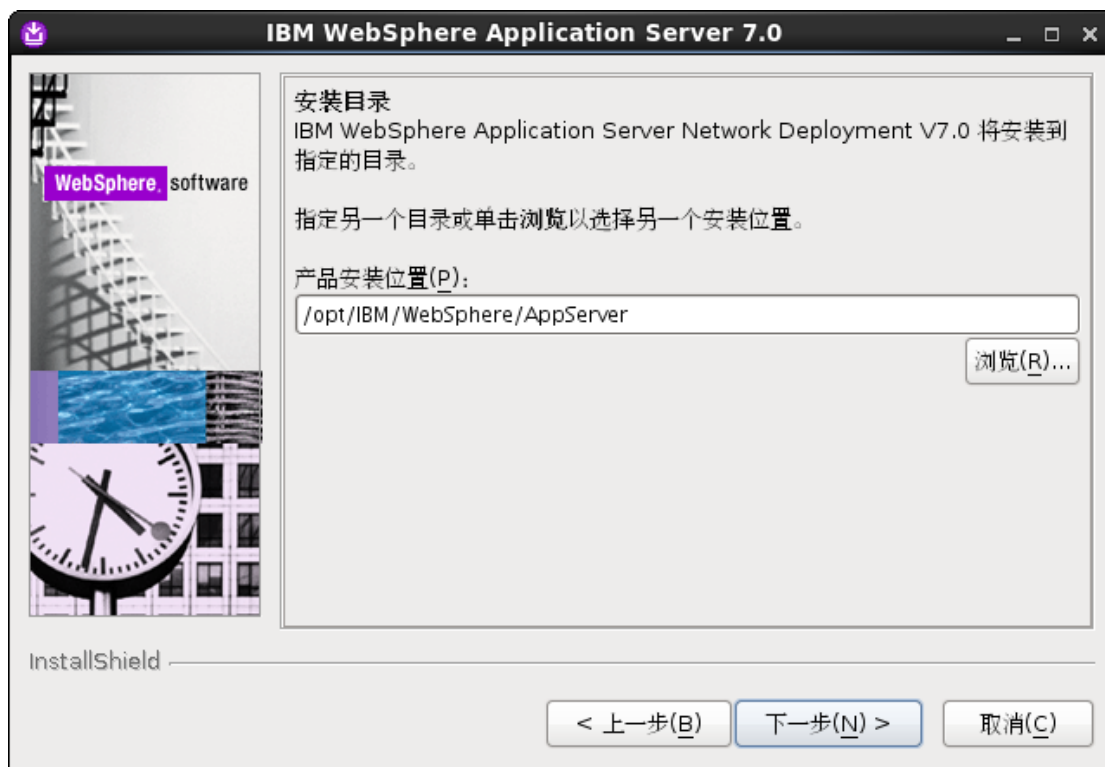 IBM WebSphere Application Server 7.0
WebSphere. software
安装目录
IBM WebSphere Application Server Network Deployment V7.0 将安装到
指定的目录。
指定另一个目录或单击浏览以选择另一个安装位置。
产品安装位置(P):
/opt/IBM/WebSphere/AppServer
浏览(R)...
InstallShield
< 上一步(B)
下一步(N) >
取消(C)